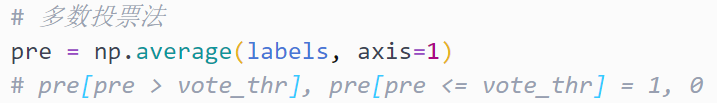 # 多数投票法
pre = np.average(labels, axis=1)
# pre[pre > vote_thr], pre[pre <= vote_thr] = 1, 0